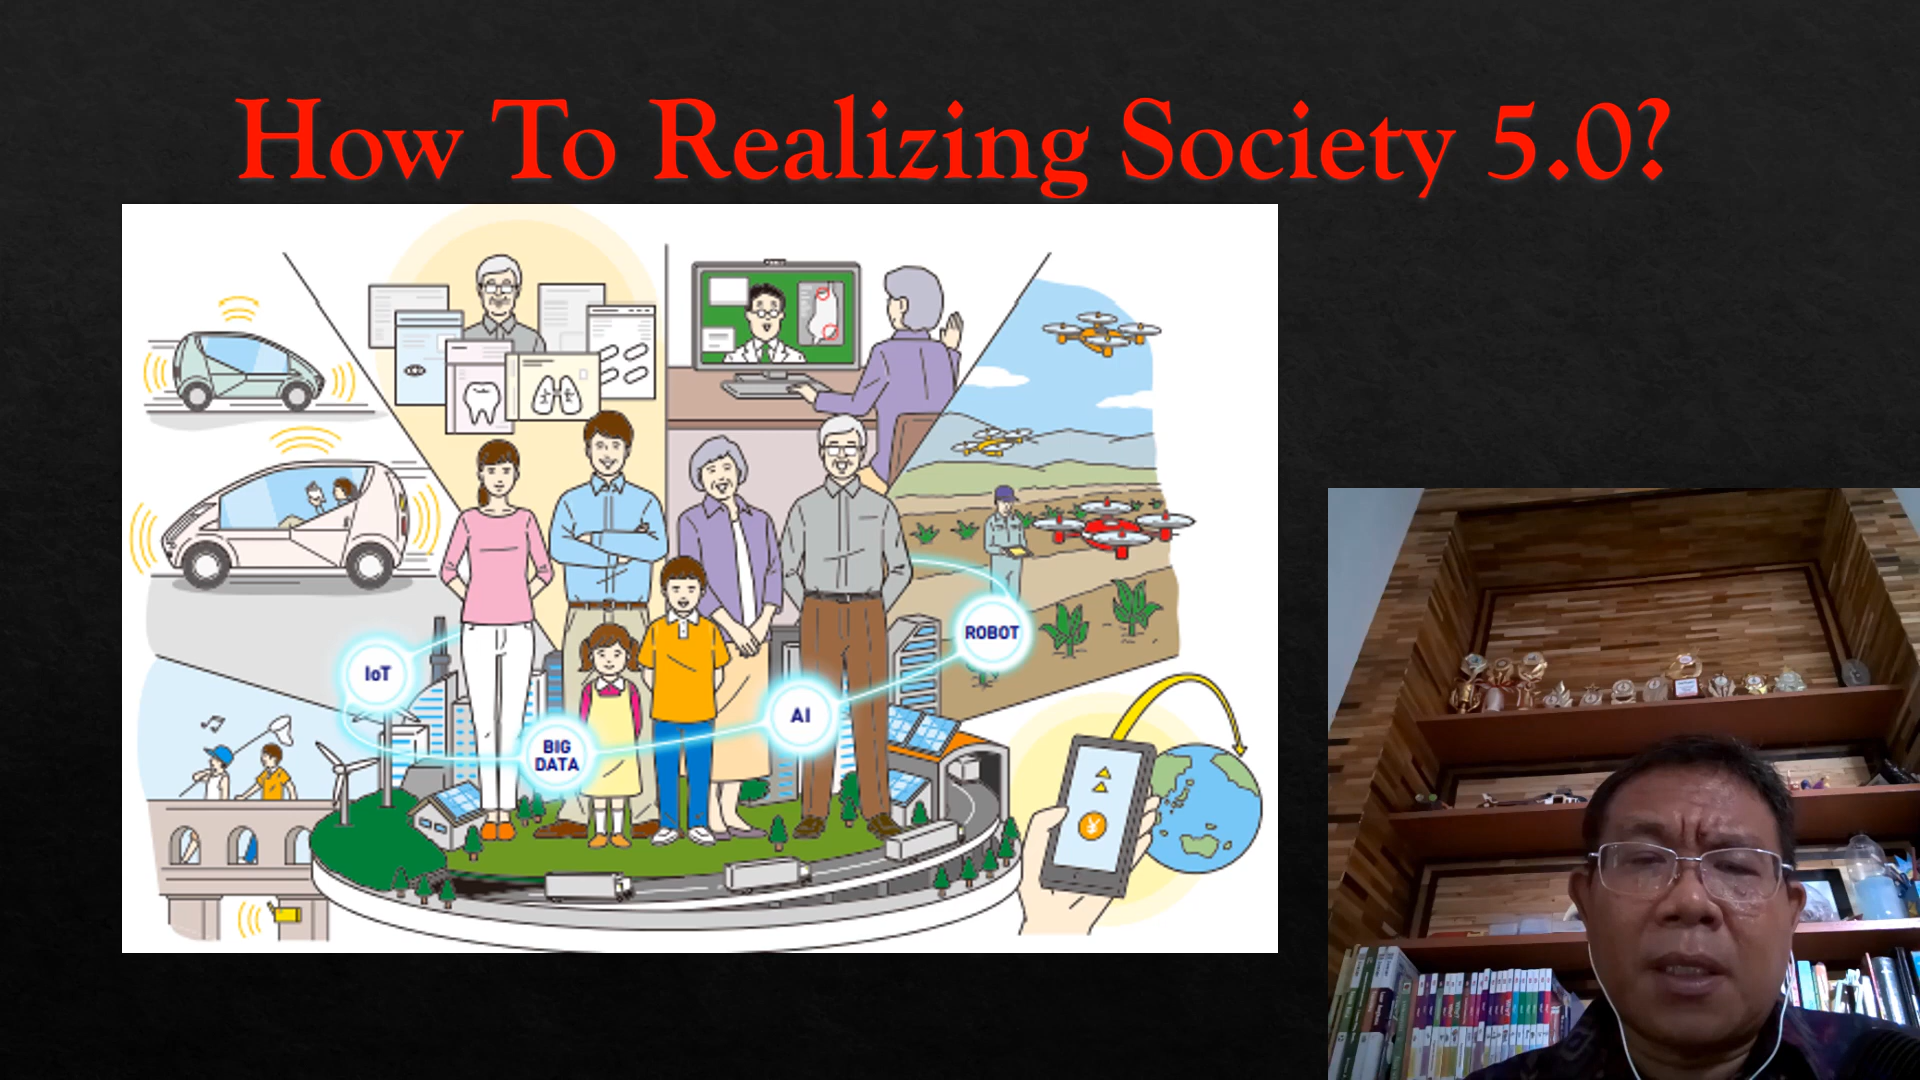 How To Realizing Society 5.0?
IoT
BIG
DATA
AI
ROBOT
¥